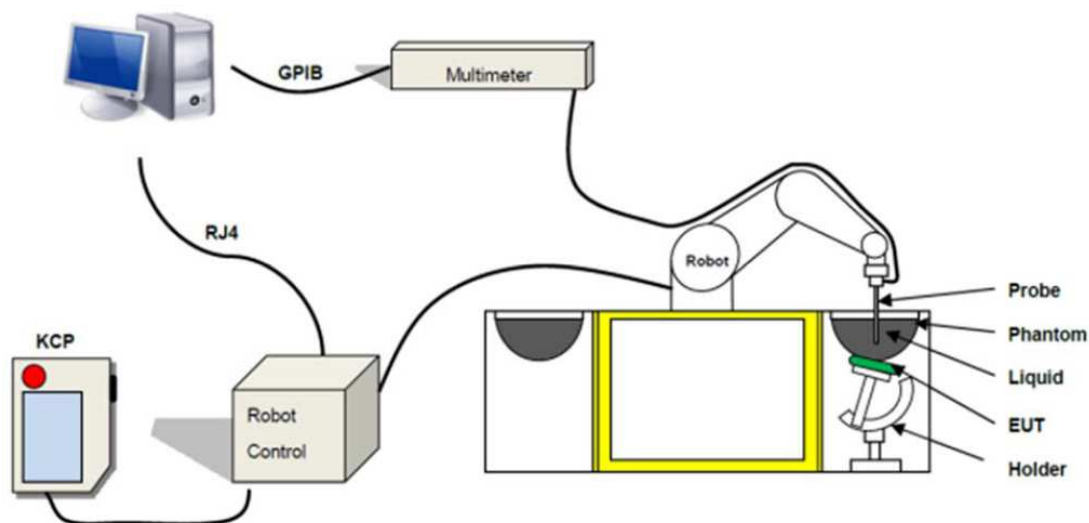 GPIB
Multimeter
RJ4
Robot
KCP
Robot
Control
Probe
Phantom
Liquid
EUT
Holder